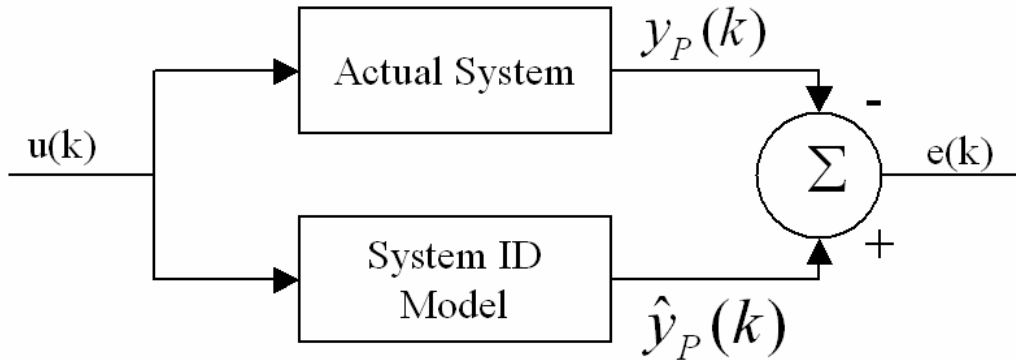 y_P(k)
Actual System
-
u(k)
Σ
e(k)
+
System ID
Model
ŷ_P(k)